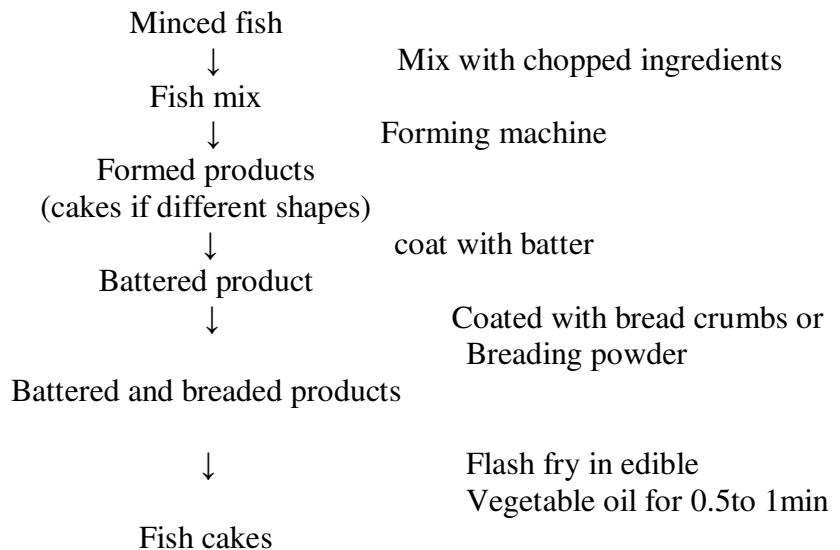 Minced fish
↓ Mix with chopped ingredients
Fish mix
↓ Forming machine
Formed products
(cakes if different shapes)
↓ coat with batter
Battered product
↓ Coated with bread crumbs or
Breading powder
Battered and breaded products
↓ Flash fry in edible
Vegetable oil for 0.5to 1min
Fish cakes